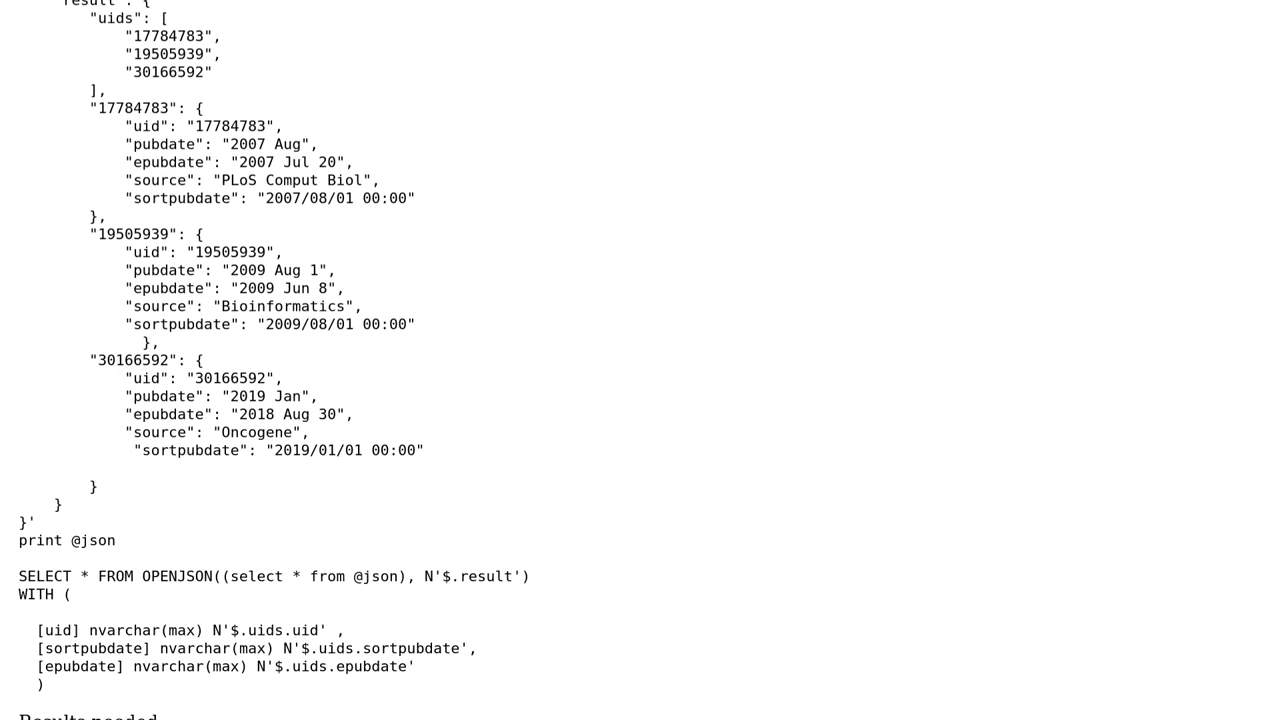 "result": {
        "uids": [
            "17784783",
            "19505939",
            "30166592"
        ],
        "17784783": {
            "uid": "17784783",
            "pubdate": "2007 Aug",
            "epubdate": "2007 Jul 20",
            "source": "PLoS Comput Biol",
            "sortpubdate": "2007/08/01 00:00"
        },
        "19505939": {
            "uid": "19505939",
            "pubdate": "2009 Aug 1",
            "epubdate": "2009 Jun 8",
            "source": "Bioinformatics",
            "sortpubdate": "2009/08/01 00:00"
              },
        "30166592": {
            "uid": "30166592",
            "pubdate": "2019 Jan",
            "epubdate": "2018 Aug 30",
            "source": "Oncogene",
             "sortpubdate": "2019/01/01 00:00"

        }
    }
}'
print @json

SELECT * FROM OPENJSON((select * from @json), N'$.result')
WITH (

  [uid] nvarchar(max) N'$.uids.uid' ,
  [sortpubdate] nvarchar(max) N'$.uids.sortpubdate',
  [epubdate] nvarchar(max) N'$.uids.epubdate'
  )

Results needed